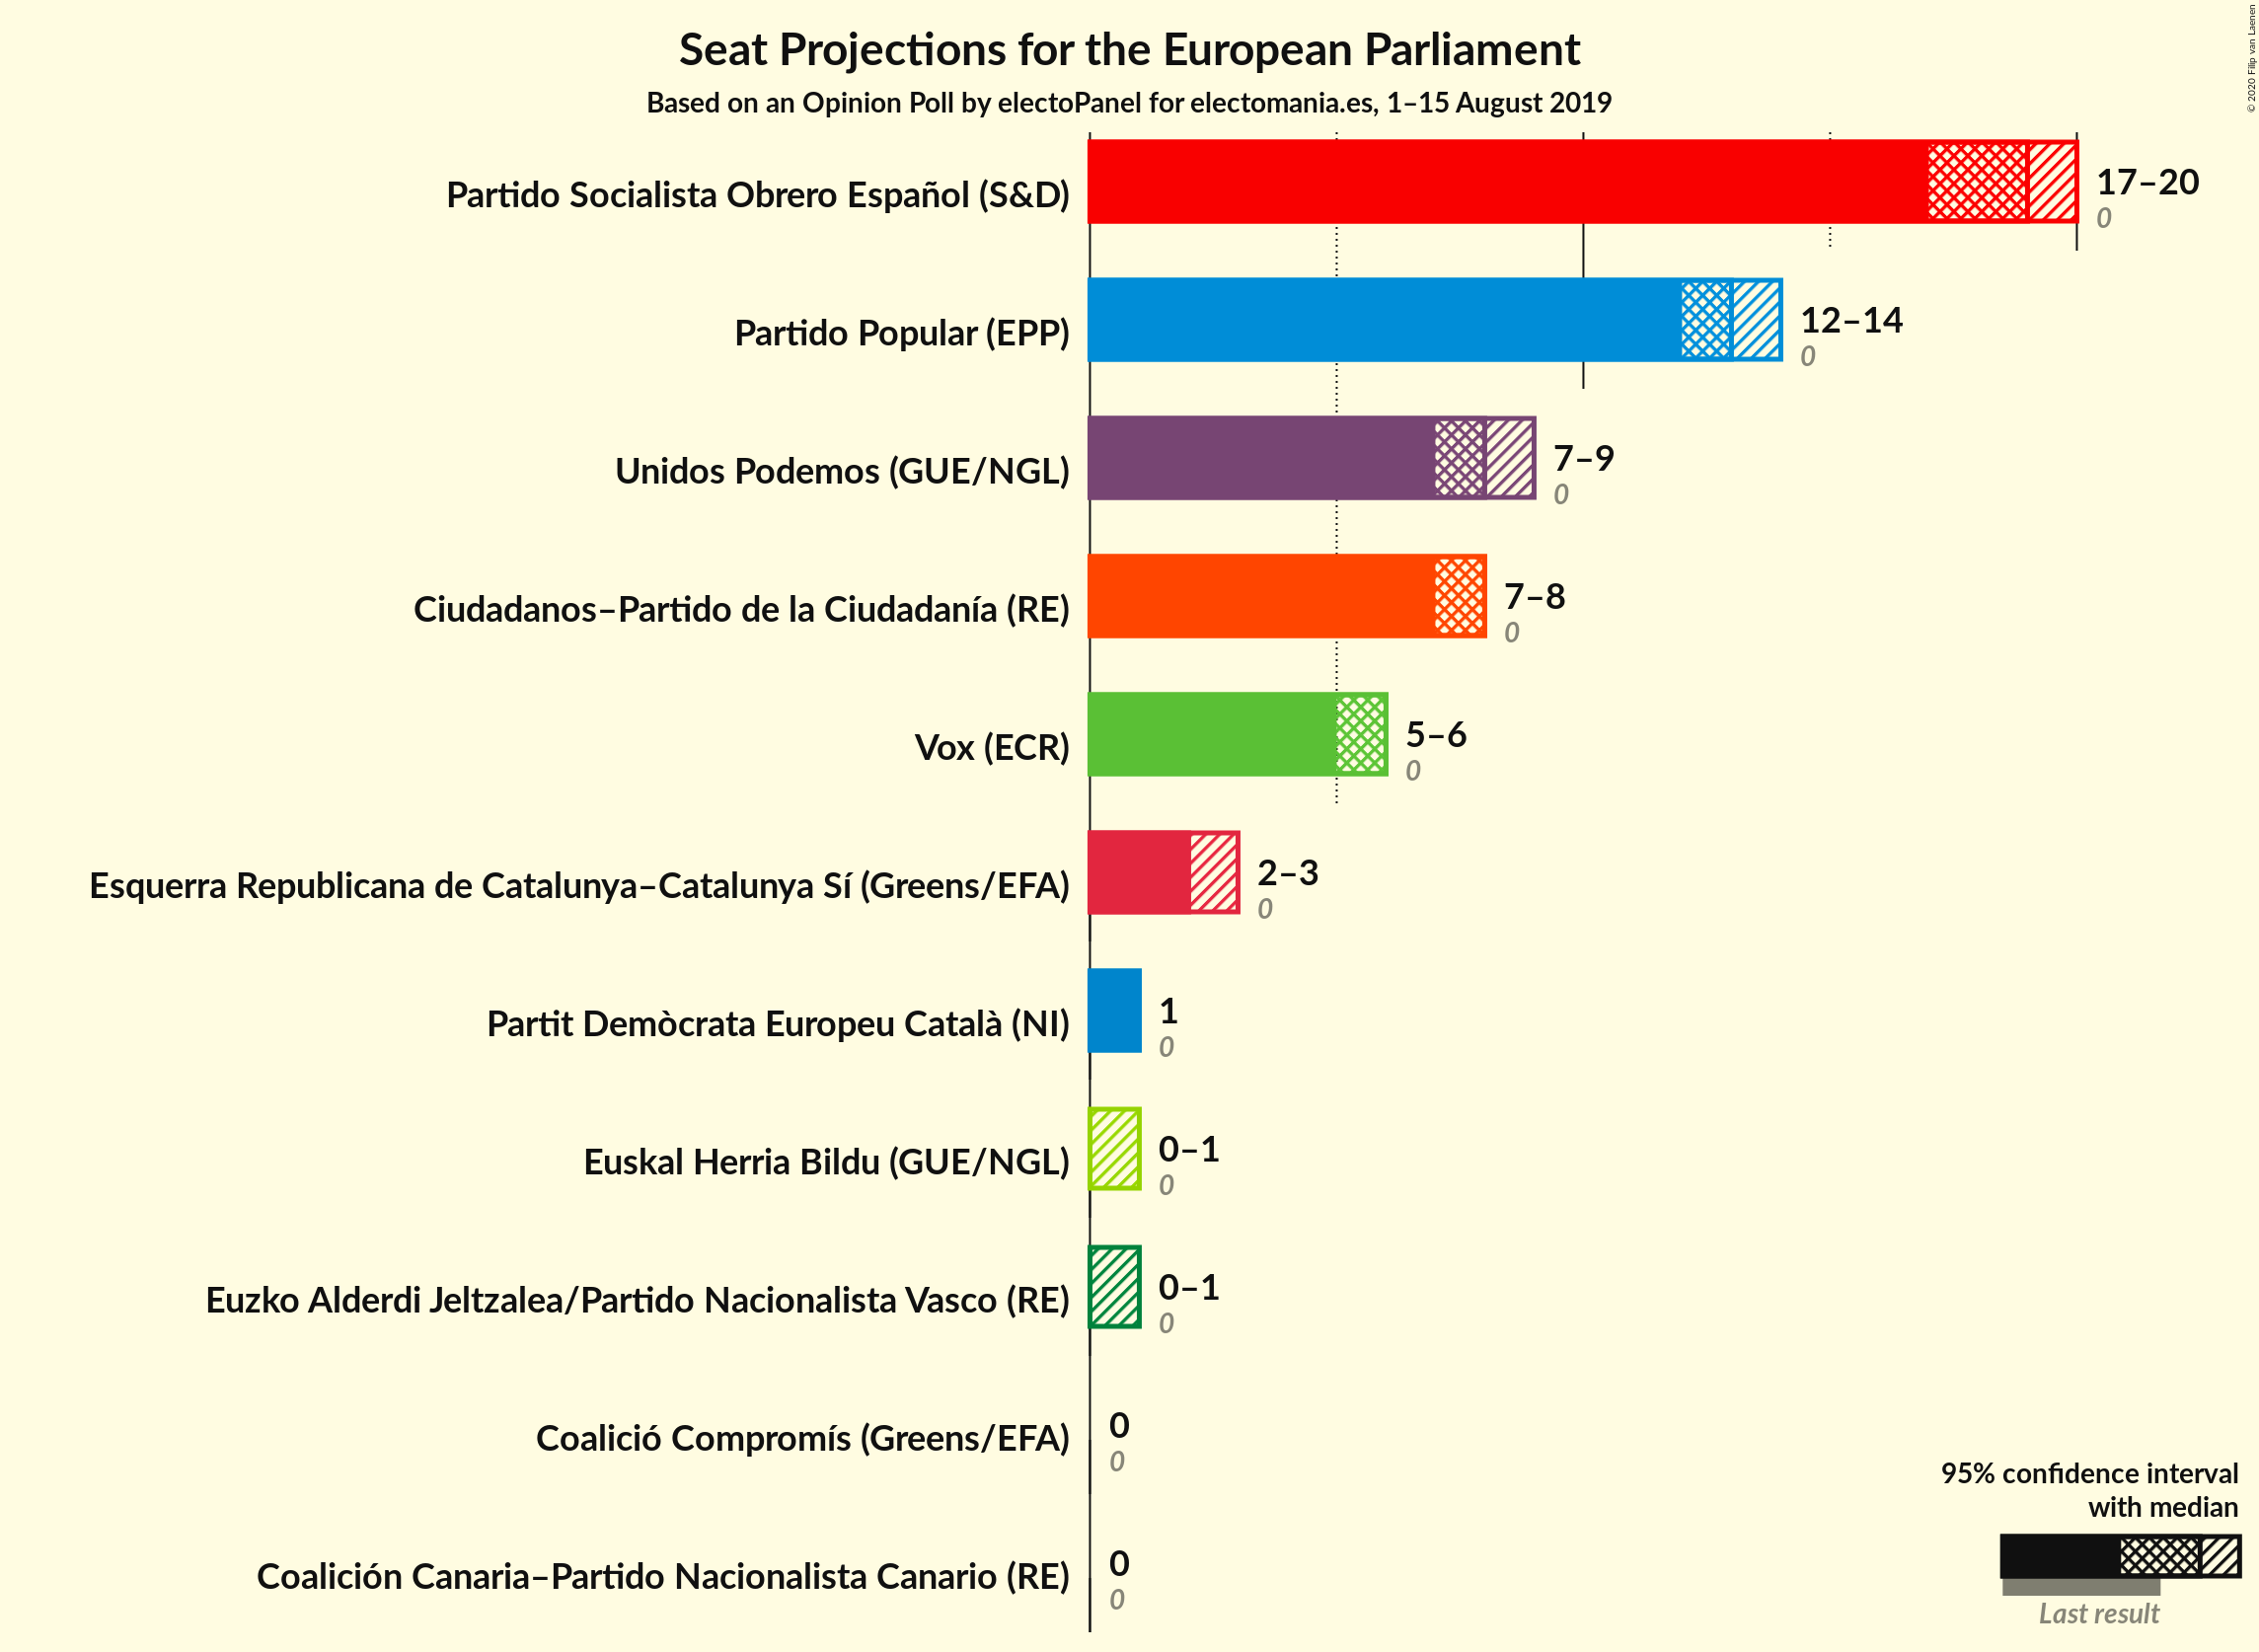 Seat Projections for the European Parliament
Based on an Opinion Poll by electoPanel for electomania.es, 1–15 August 2019
© 2020 Filip van Laenen
Partido Socialista Obrero Español (S&D)
17–20
0
Partido Popular (EPP)
12–14
0
Unidos Podemos (GUE/NGL)
7–9
0
Ciudadanos–Partido de la Ciudadanía (RE)
7–8
0
Vox (ECR)
5–6
0
Esquerra Republicana de Catalunya–Catalunya Sí (Greens/EFA)
2–3
0
Partit Demòcrata Europeu Català (NI)
1
0
Euskal Herria Bildu (GUE/NGL)
0–1
0
Euzko Alderdi Jeltzalea/Partido Nacionalista Vasco (RE)
0–1
0
Coalició Compromís (Greens/EFA)
0
0
Coalición Canaria–Partido Nacionalista Canario (RE)
0
0
95% confidence interval
with median
Last result